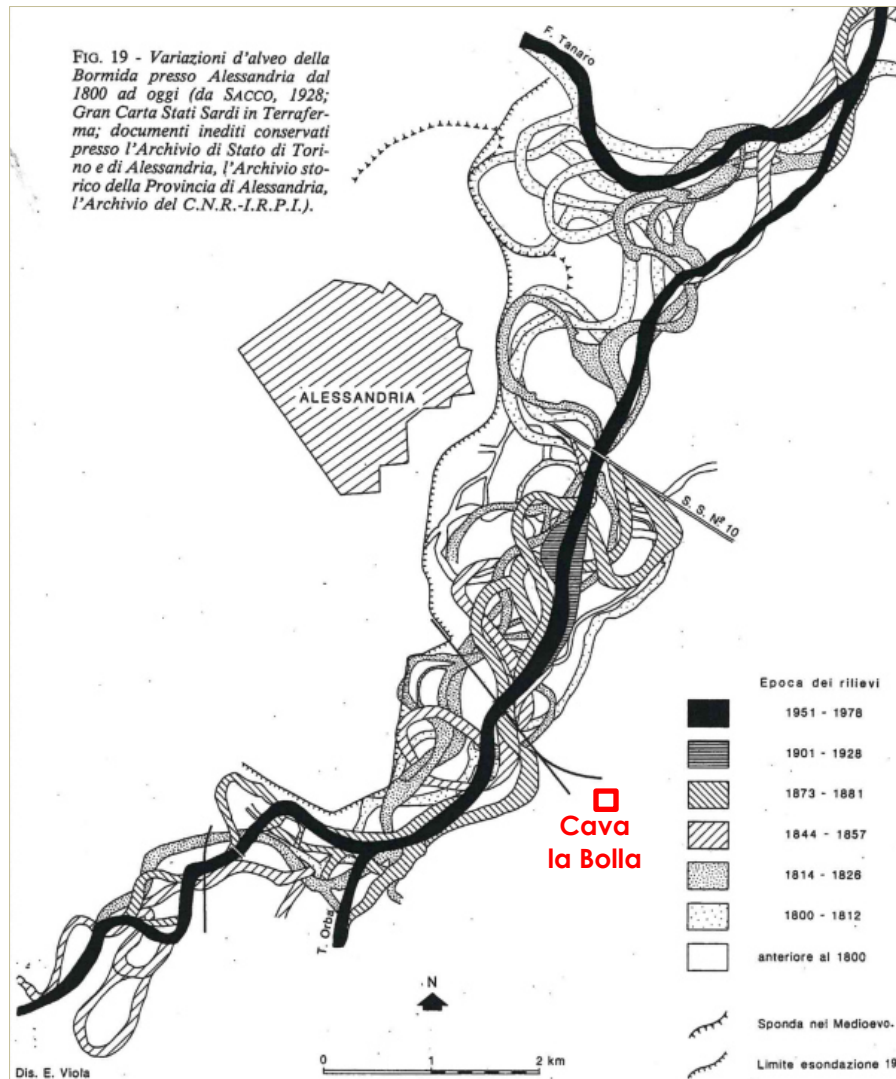 FIG. 19 - Variazioni d'alveo della
Bormida presso Alessandria dal
1800 ad oggi (da SACCO, 1928;
Gran Carta Stati Sardi in Terrafer-
ma; documenti inediti conservati
presso l'Archivio di Stato di Tori-
no e di Alessandria, l'Archivio sto-
rico della Provincia di Alessandria,
l'Archivio del C.N.R.-I.R.P.I.).
F. Tanaro
ALESSANDRIA
S. S. N° 10
Epoca dei rilievi
1951 - 1978
1901 - 1928
1873 - 1881
1844 - 1857
1814 - 1826
1800 - 1812
anteriore al 1800
Cava
la Bolla
T. Orba
N
0 1 2 km
Sponda nel Medioevo.
Limite esondazione 19
Dis. E. Viola